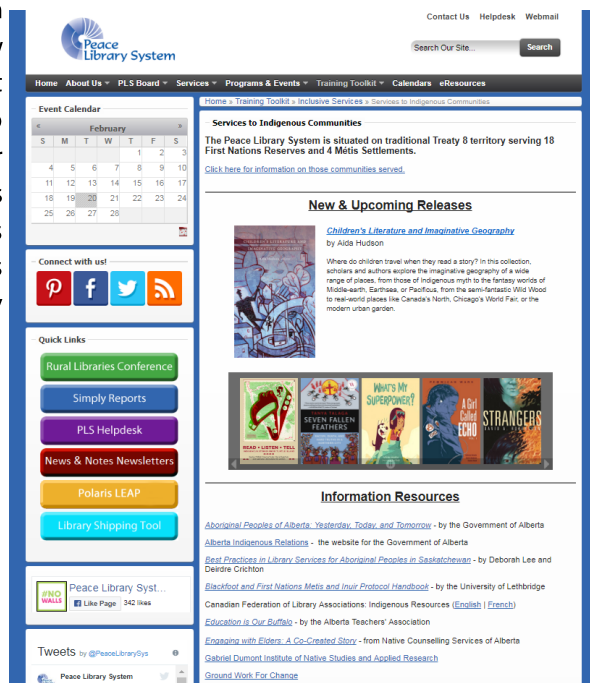 Contact Us Helpdesk Webmail
Peace
Library System
Search Our Site...
Search
Home About Us PLS Board Services Programs & Events Training Toolkit Calendars eResources
Event Calendar
« February »
S M T W T F S
1 2 3
4 5 6 7 8 9 10
11 12 13 14 15 16 17
18 19 20 21 22 23 24
25 26 27 28
Connect with us!
Quick Links
Rural Libraries Conference
Simply Reports
PLS Helpdesk
News & Notes Newsletters
Polaris LEAP
Library Shipping Tool
#NO
WALLS
Peace Library Syst...
Like Page 342 likes
Tweets by @PeaceLibrarySys
Peace Library System
Home » Training Toolkit » Inclusive Services » Services to Indigenous Communities
Services to Indigenous Communities
The Peace Library System is situated on traditional Treaty 8 territory serving 18
First Nations Reserves and 4 Métis Settlements.
Click here for information on those communities served.
New & Upcoming Releases
Children's Literature and Imaginative Geography
by Aida Hudson
Where do children travel when they read a story? In this collection,
scholars and authors explore the imaginative geography of a wide
range of places, from those of Indigenous myth to the fantasy worlds of
Middle-earth, Earthsea, or Pacificus, from the semi-fantastic Wild Wood
to real-world places like Canada's North, Chicago's World Fair, or the
modern urban garden.
READ • LISTEN • TELL
SEVEN FALLEN
FEATHERS
WHAT'S MY
SUPERPOWER?
A Girl
Called
ECHO
STRANGERS
Information Resources
Aboriginal Peoples of Alberta: Yesterday, Today, and Tomorrow - by the Government of Alberta
Alberta Indigenous Relations - the website for the Government of Alberta
Best Practices in Library Services for Aboriginal Peoples in Saskatchewan - by Deborah Lee and
Deirdre Crichton
Blackfoot and First Nations Metis and Inuir Protocol Handbook - by the University of Lethbridge
Canadian Federation of Library Associations: Indigenous Resources (English | French)
Education is Our Buffalo - by the Alberta Teachers' Association
Engaging with Elders: A Co-Created Story - from Native Counselling Services of Alberta
Gabriel Dumont Institute of Native Studies and Applied Research
Ground Work For Change